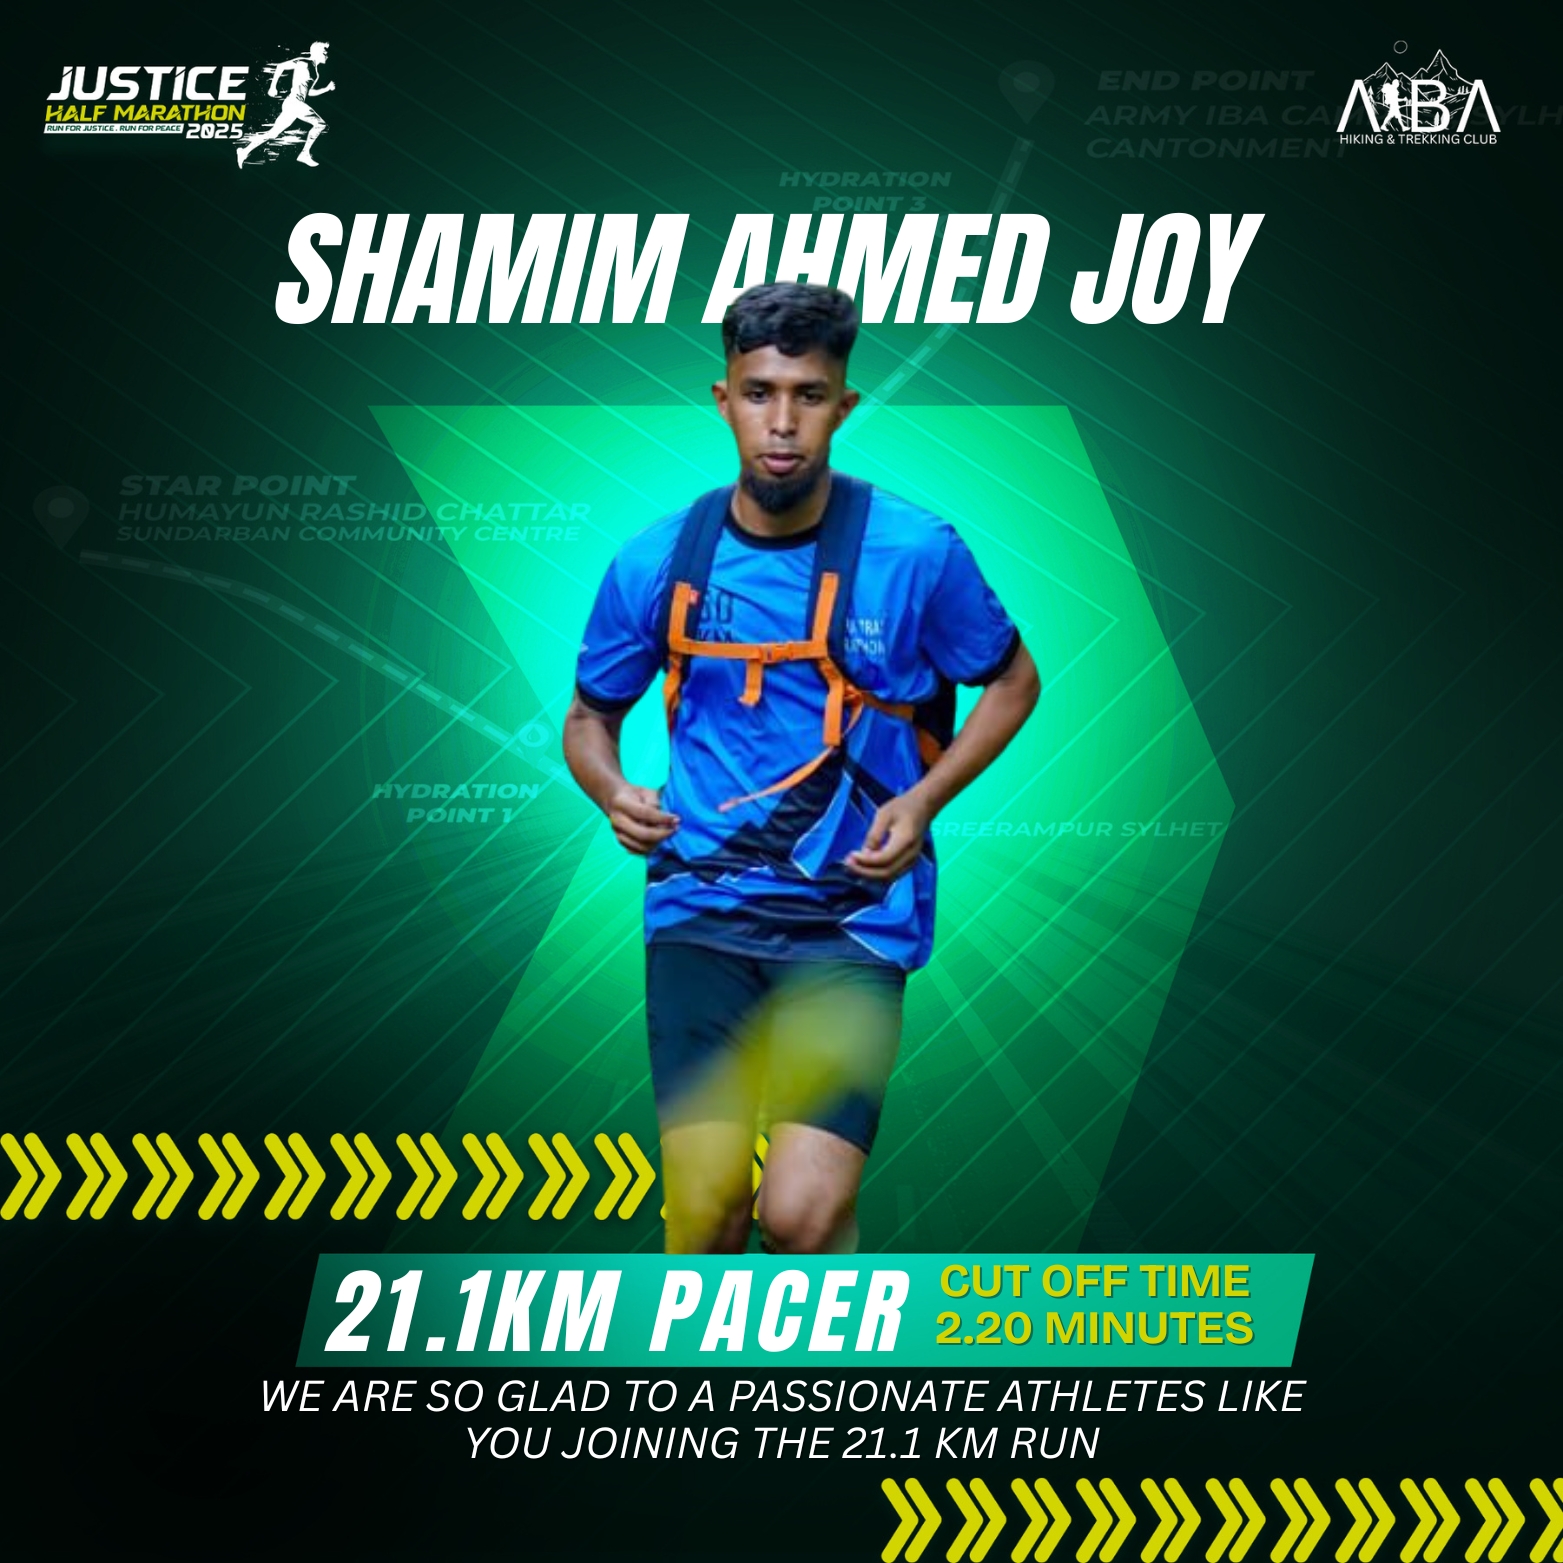 JUSTICE
HALF MARATHON
RUN FOR JUSTICE . RUN FOR PEACE 2025
AIBA
HIKING & TREKKING CLUB
END POINT
ARMY IBA SYLH
CANTONMENT
HYDRATION
POINT 3
SHAMIM AHMED JOY
STAR POINT
HUMAYUN RASHID CHATTAR
SUNDARBAN COMMUNITY CENTRE
HYDRATION
POINT 1
SREERAMPUR SYLHET
21.1KM PACER
CUT OFF TIME
2.20 MINUTES
WE ARE SO GLAD TO A PASSIONATE ATHLETES LIKE
YOU JOINING THE 21.1 KM RUN